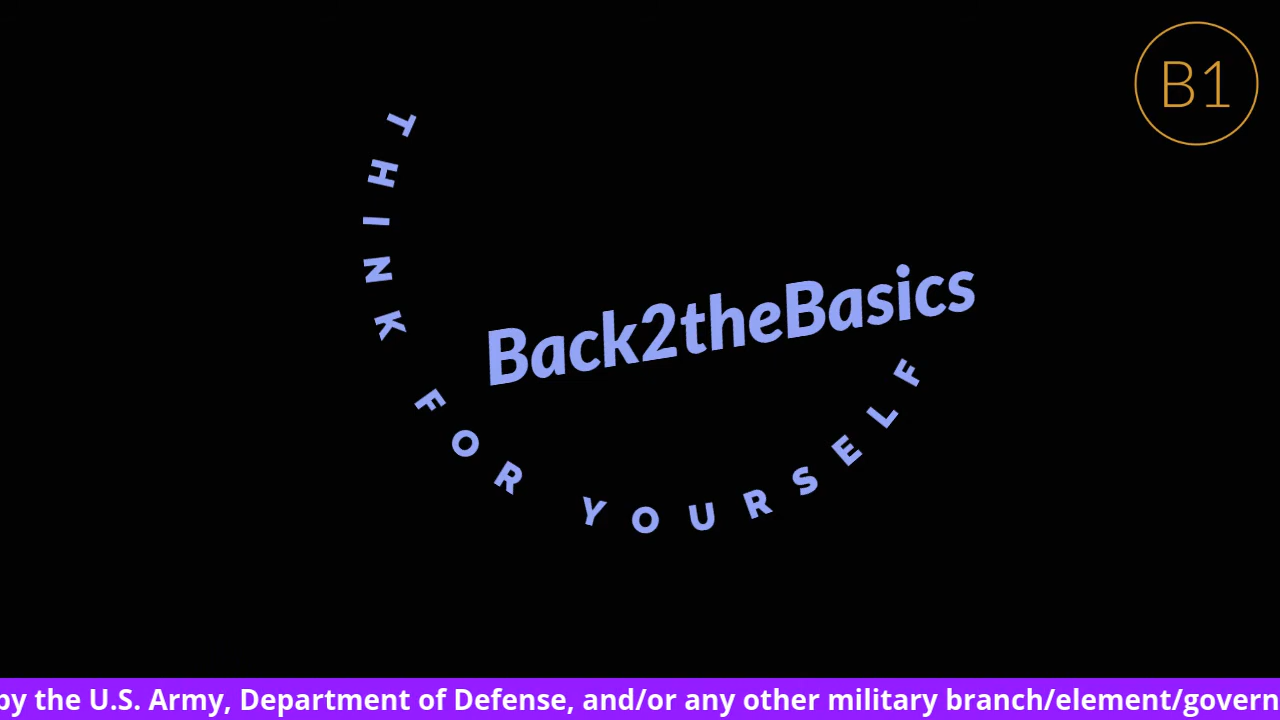 B1
Back2theBasics
THINK FOR YOURSELF
by the U.S. Army, Department of Defense, and/or any other military branch/element/govern